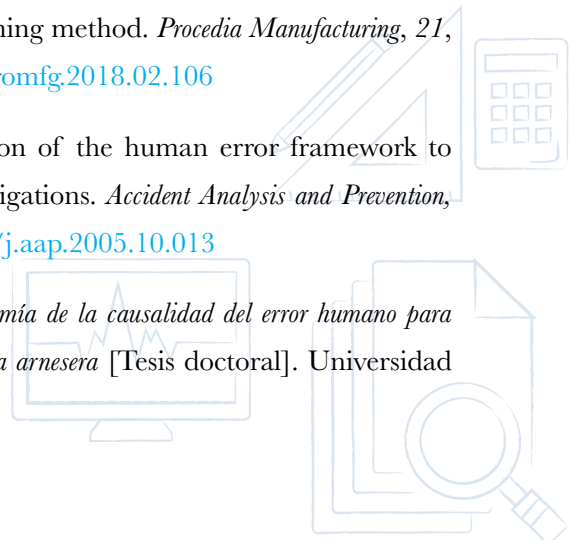 ning method. Procedia Manufacturing, 21,
romfg.2018.02.106
on of the human error framework to
igations. Accident Analysis and Prevention,
/j.aap.2005.10.013
mía de la causalidad del error humano para
a arnesera [Tesis doctoral]. Universidad